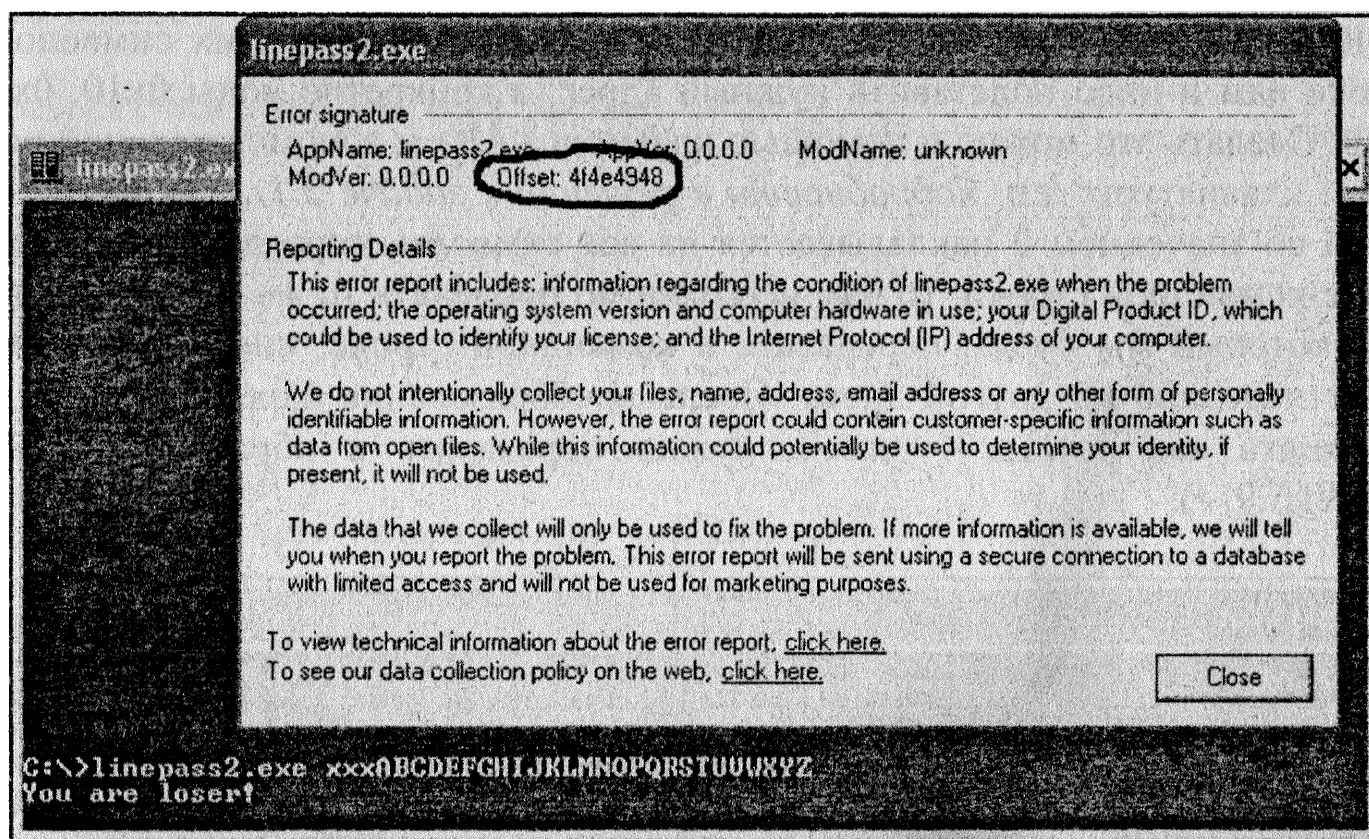 linepass2.exe
Error signature
AppName: linepass2.exe AppVer: 0.0.0.0 ModName: unknown
linepass2.ex
ModVer: 0.0.0.0 Offset:
Reporting Details
This error report includes: information regarding the condition of linepass2.exe when the problem
occurred; the operating system version and computer hardware in use; your Digital Product ID, which
could be used to identify your license; and the Internet Protocol (IP) address of your computer.
We do not intentionally collect your files, name, address, email address or any other form of personally
identifiable information. However, the error report could contain customer-specific information such as
data from open files. While this information could potentially be used to determine your identity, if
present, it will not be used.
The data that we collect will only be used to fix the problem. If more information is available, we will tell
you when you report the problem. This error report will be sent using a secure connection to a database
with limited access and will not be used for marketing purposes.
To view technical information about the error report, click here.
To see our data collection policy on the web, click here.
Close
C:\>linepass2.exe xxxABCDEFGHIJKLMNOPQRSTUVWXYZ
You are loser!